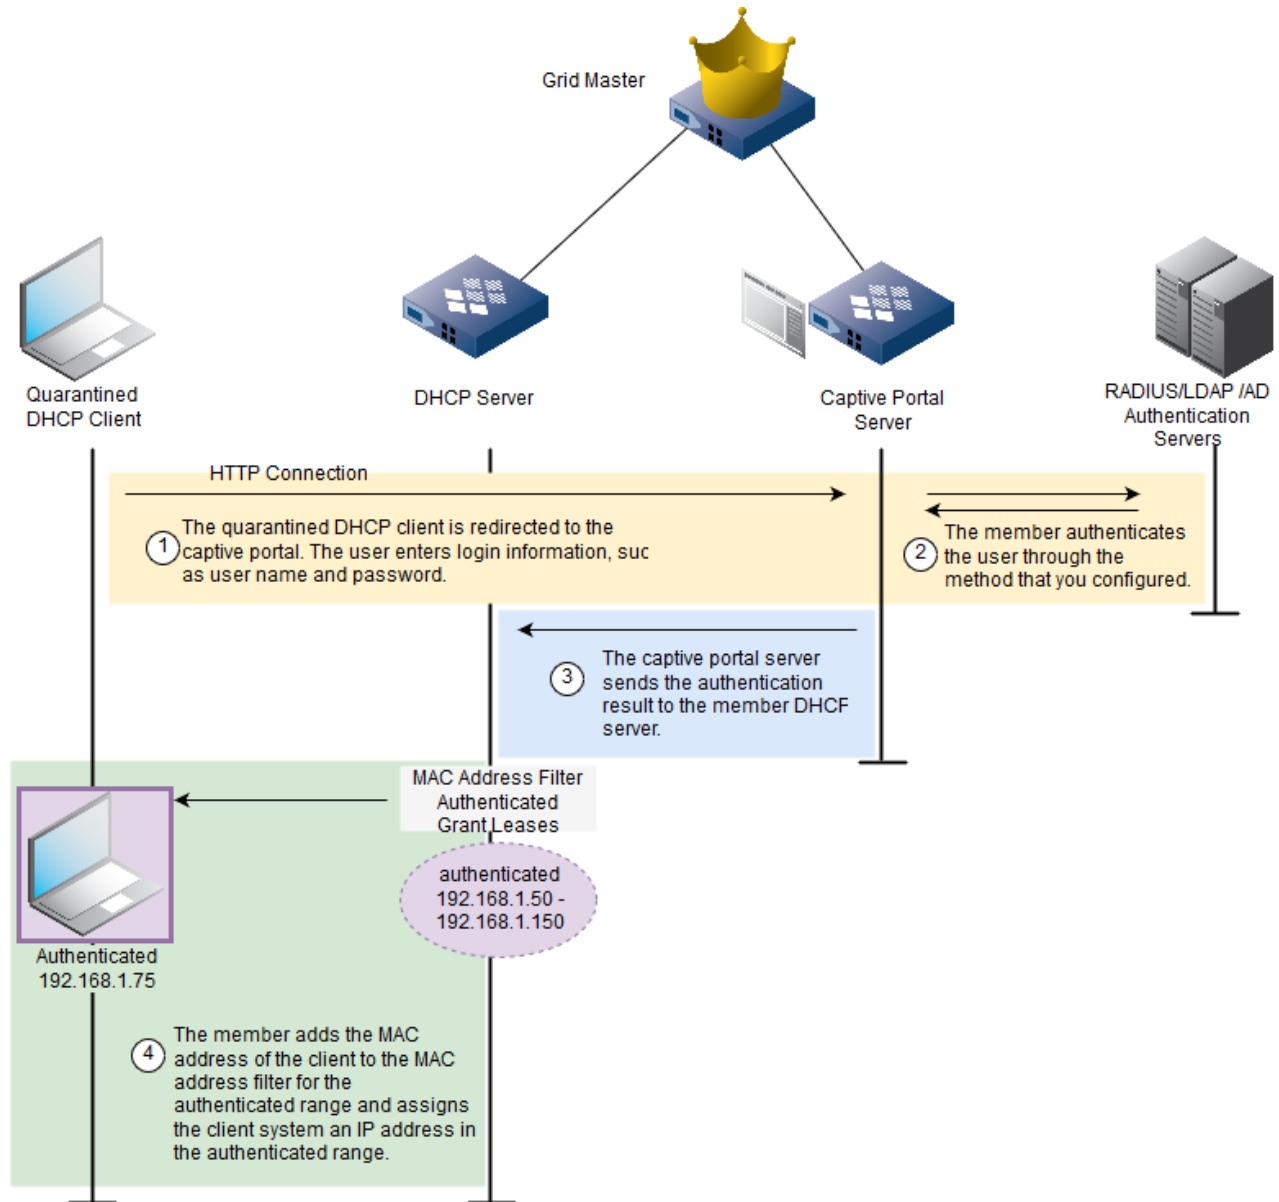 Grid Master
Quarantined
DHCP Client
DHCP Server
Captive Portal
Server
RADIUS/LDAP /AD
Authentication
Servers
HTTP Connection
1
The quarantined DHCP client is redirected to the
captive portal. The user enters login information, suc
as user name and password.
2
The member authenticates
the user through the
method that you configured.
3
The captive portal server
sends the authentication
result to the member DHCF
server.
MAC Address Filter
Authenticated
Grant Leases
authenticated
192.168.1.50 -
192.168.1.150
Authenticated
192.168.1.75
4
The member adds the MAC
address of the client to the MAC
address filter for the
authenticated range and assigns
the client system an IP address in
the authenticated range.